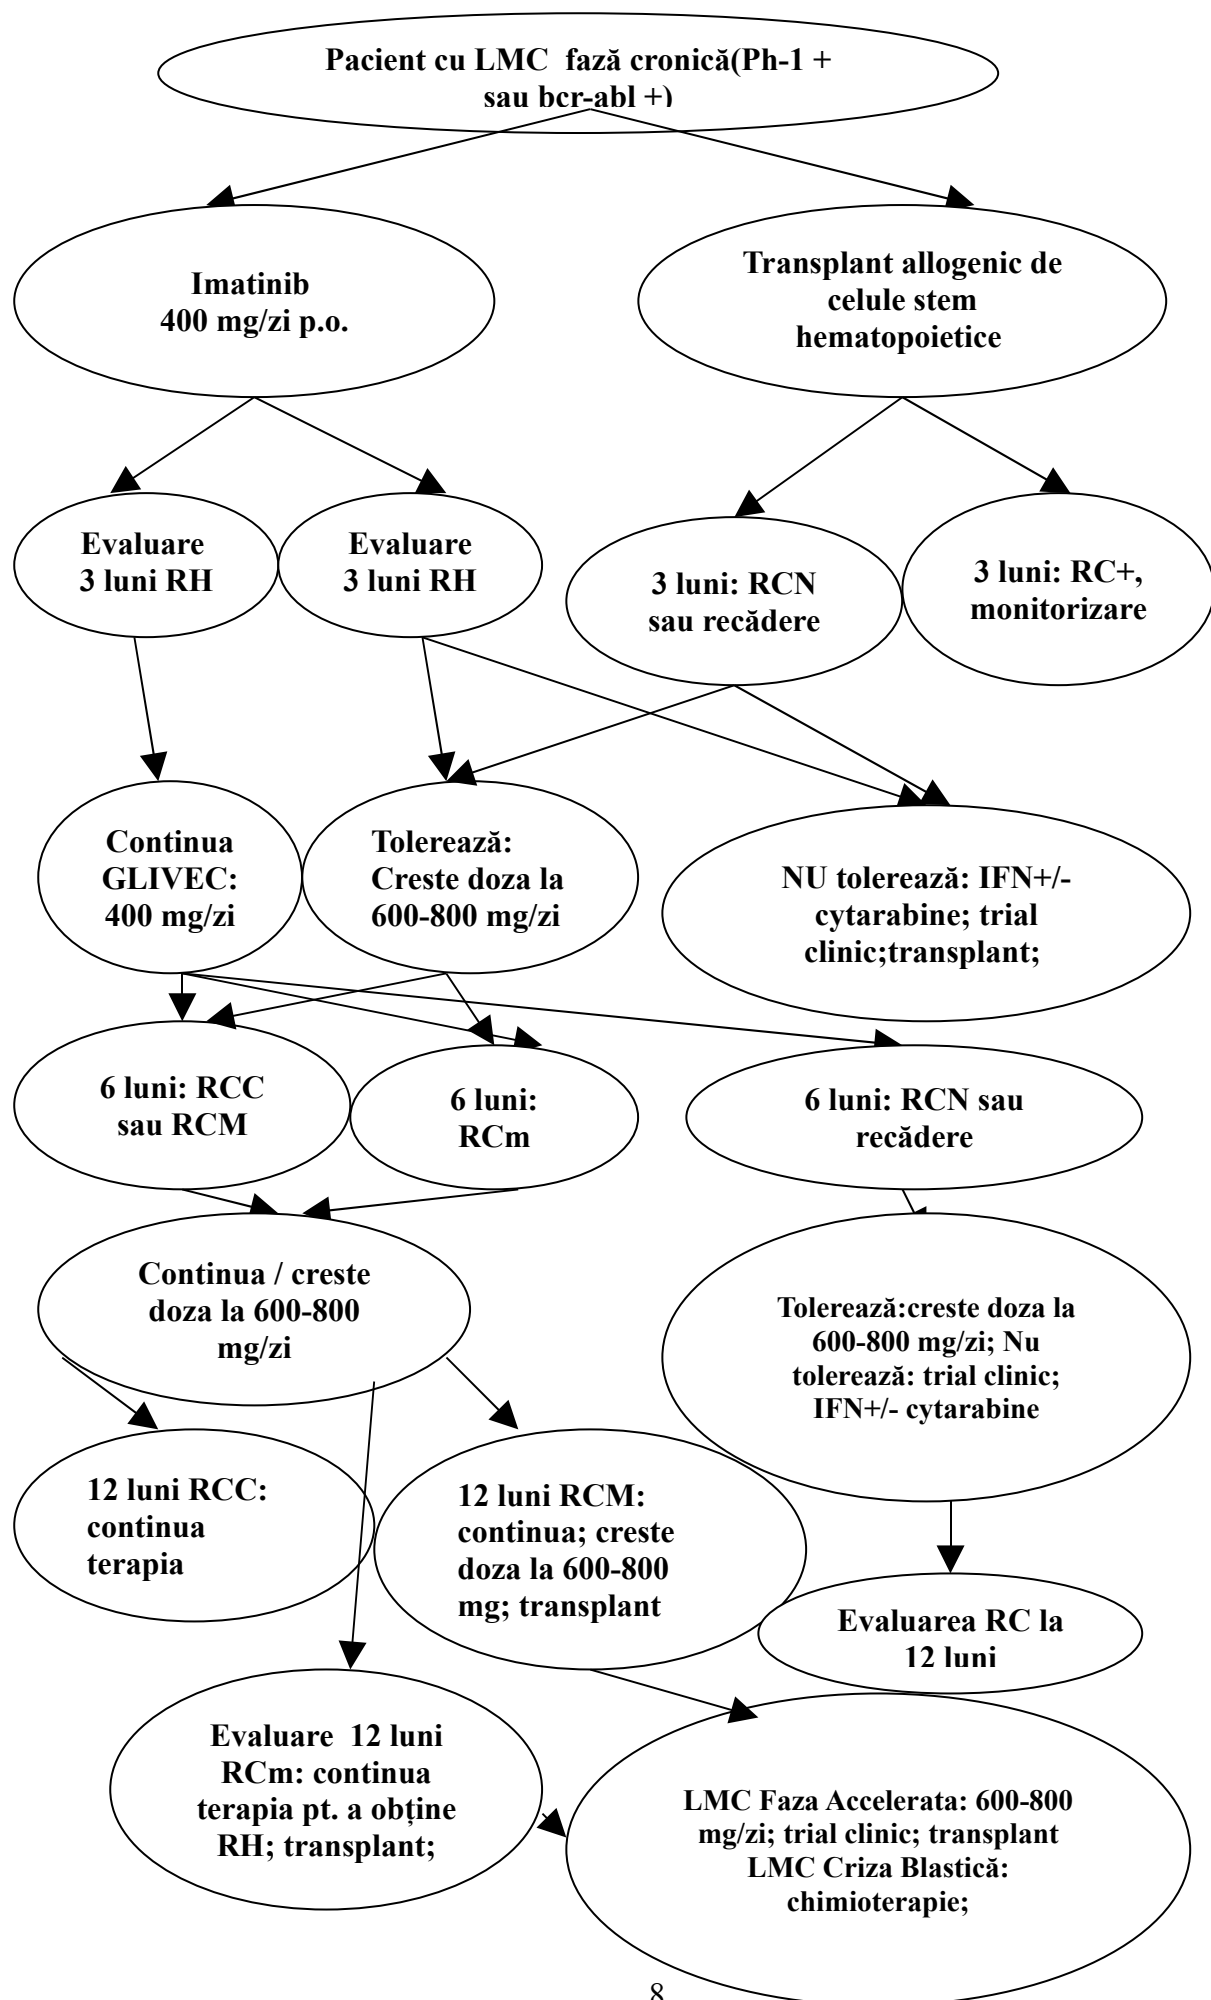 Pacient cu LMC fază cronică(Ph-1 +
sau bcr-abl +)
Imatinib
400 mg/zi p.o.
Transplant allogenic de
celule stem
hematopoietice
Evaluare
3 luni RH
Evaluare
3 luni RH
3 luni: RCN
sau recădere
3 luni: RC+,
monitorizare
Continua
GLIVEC:
400 mg/zi
Tolerează:
Creste doza la
600-800 mg/zi
NU tolerează: IFN+/-
cytarabine; trial
clinic;transplant;
6 luni: RCC
sau RCM
6 luni:
RCm
6 luni: RCN sau
recădere
Continua / creste
doza la 600-800
mg/zi
Tolerează:creste doza la
600-800 mg/zi; Nu
tolerează: trial clinic;
IFN+/- cytarabine
12 luni RCC:
continua
terapia
12 luni RCM:
continua; creste
doza la 600-800
mg; transplant
Evaluarea RC la
12 luni
Evaluare 12 luni
RCm: continua
terapia pt. a obține
RH; transplant;
LMC Faza Accelerata: 600-800
mg/zi; trial clinic; transplant
LMC Criza Blastică:
chimioterapie;
8